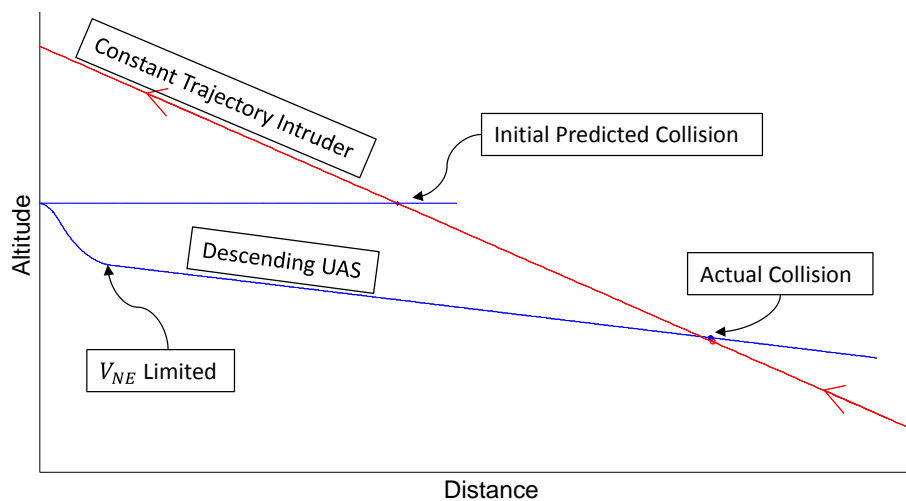 Constant Trajectory
Intruder
Initial Predicted Collision
Altitude
Descending UAS
Actual Collision
V_NE Limited
Distance